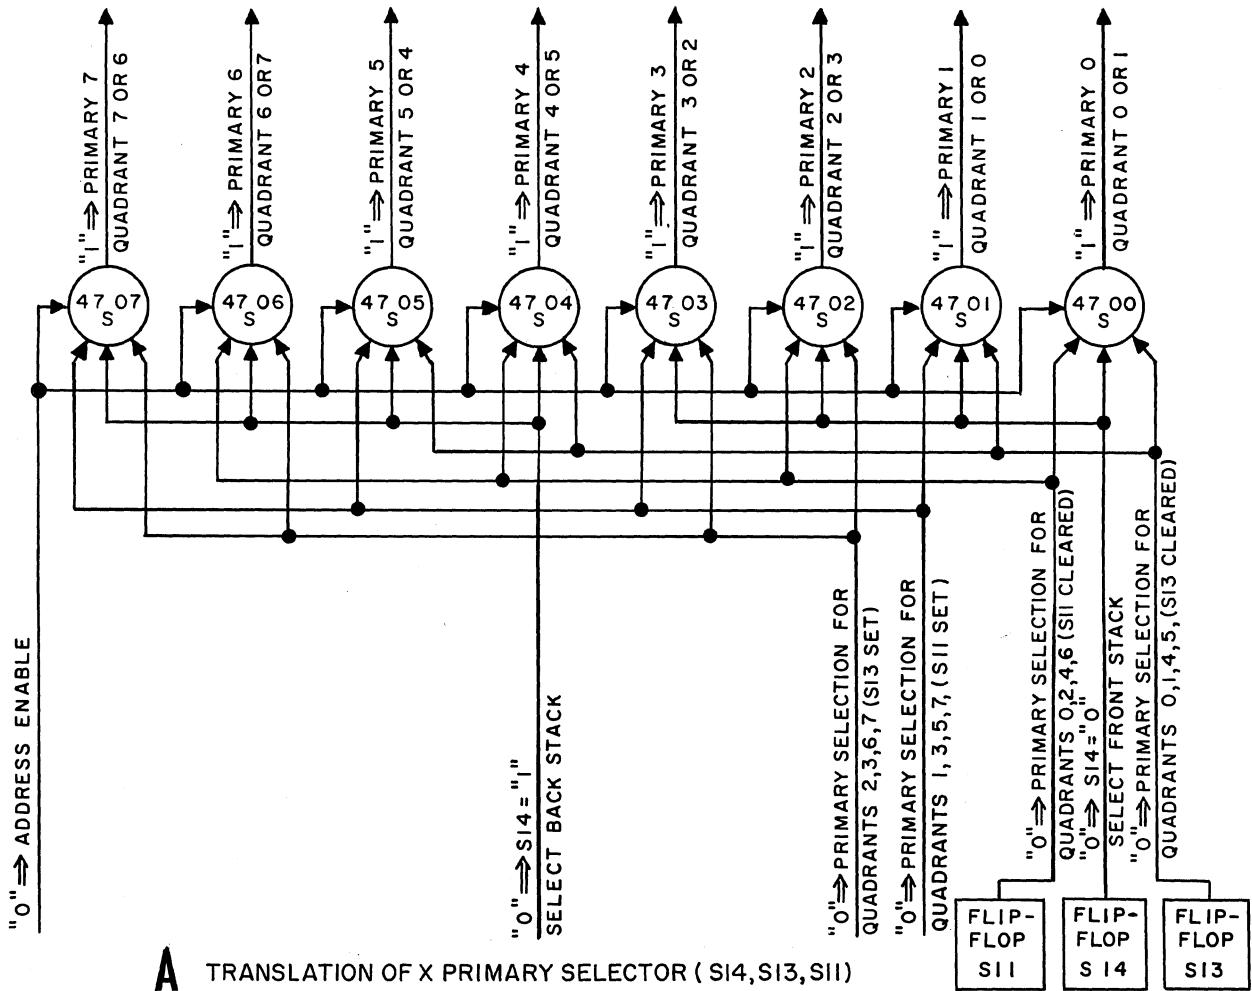 "1" ⇒ PRIMARY 7
QUADRANT 7 OR 6
"1" ⇒ PRIMARY 6
QUADRANT 6 OR 7
"1" ⇒ PRIMARY 5
QUADRANT 5 OR 4
"1" ⇒ PRIMARY 4
QUADRANT 4 OR 5
"1" ⇒ PRIMARY 3
QUADRANT 3 OR 2
"1" ⇒ PRIMARY 2
QUADRANT 2 OR 3
"1" ⇒ PRIMARY 1
QUADRANT 1 OR 0
"1" ⇒ PRIMARY 0
QUADRANT 0 OR 1
47 07
S
47 06
S
47 05
S
47 04
S
47 03
S
47 02
S
47 01
S
47 00
S
"0" ⇒ ADDRESS ENABLE
"0" ⇒ S14 = "1"
SELECT BACK STACK
"0" ⇒ PRIMARY SELECTION FOR
QUADRANTS 2,3,6,7 (S13 SET)
"0" ⇒ PRIMARY SELECTION FOR
QUADRANTS 1,3,5,7, (S11 SET)
"0" ⇒ PRIMARY SELECTION FOR
QUADRANTS 0,2,4,6 (S11 CLEARED)
"0" ⇒ S14 = "0"
SELECT FRONT STACK
"0" ⇒ PRIMARY SELECTION FOR
QUADRANTS 0,1,4,5, (S13 CLEARED)
FLIP-
FLOP
S11
FLIP-
FLOP
S 14
FLIP-
FLOP
S13
A TRANSLATION OF X PRIMARY SELECTOR (S14, S13, S11)